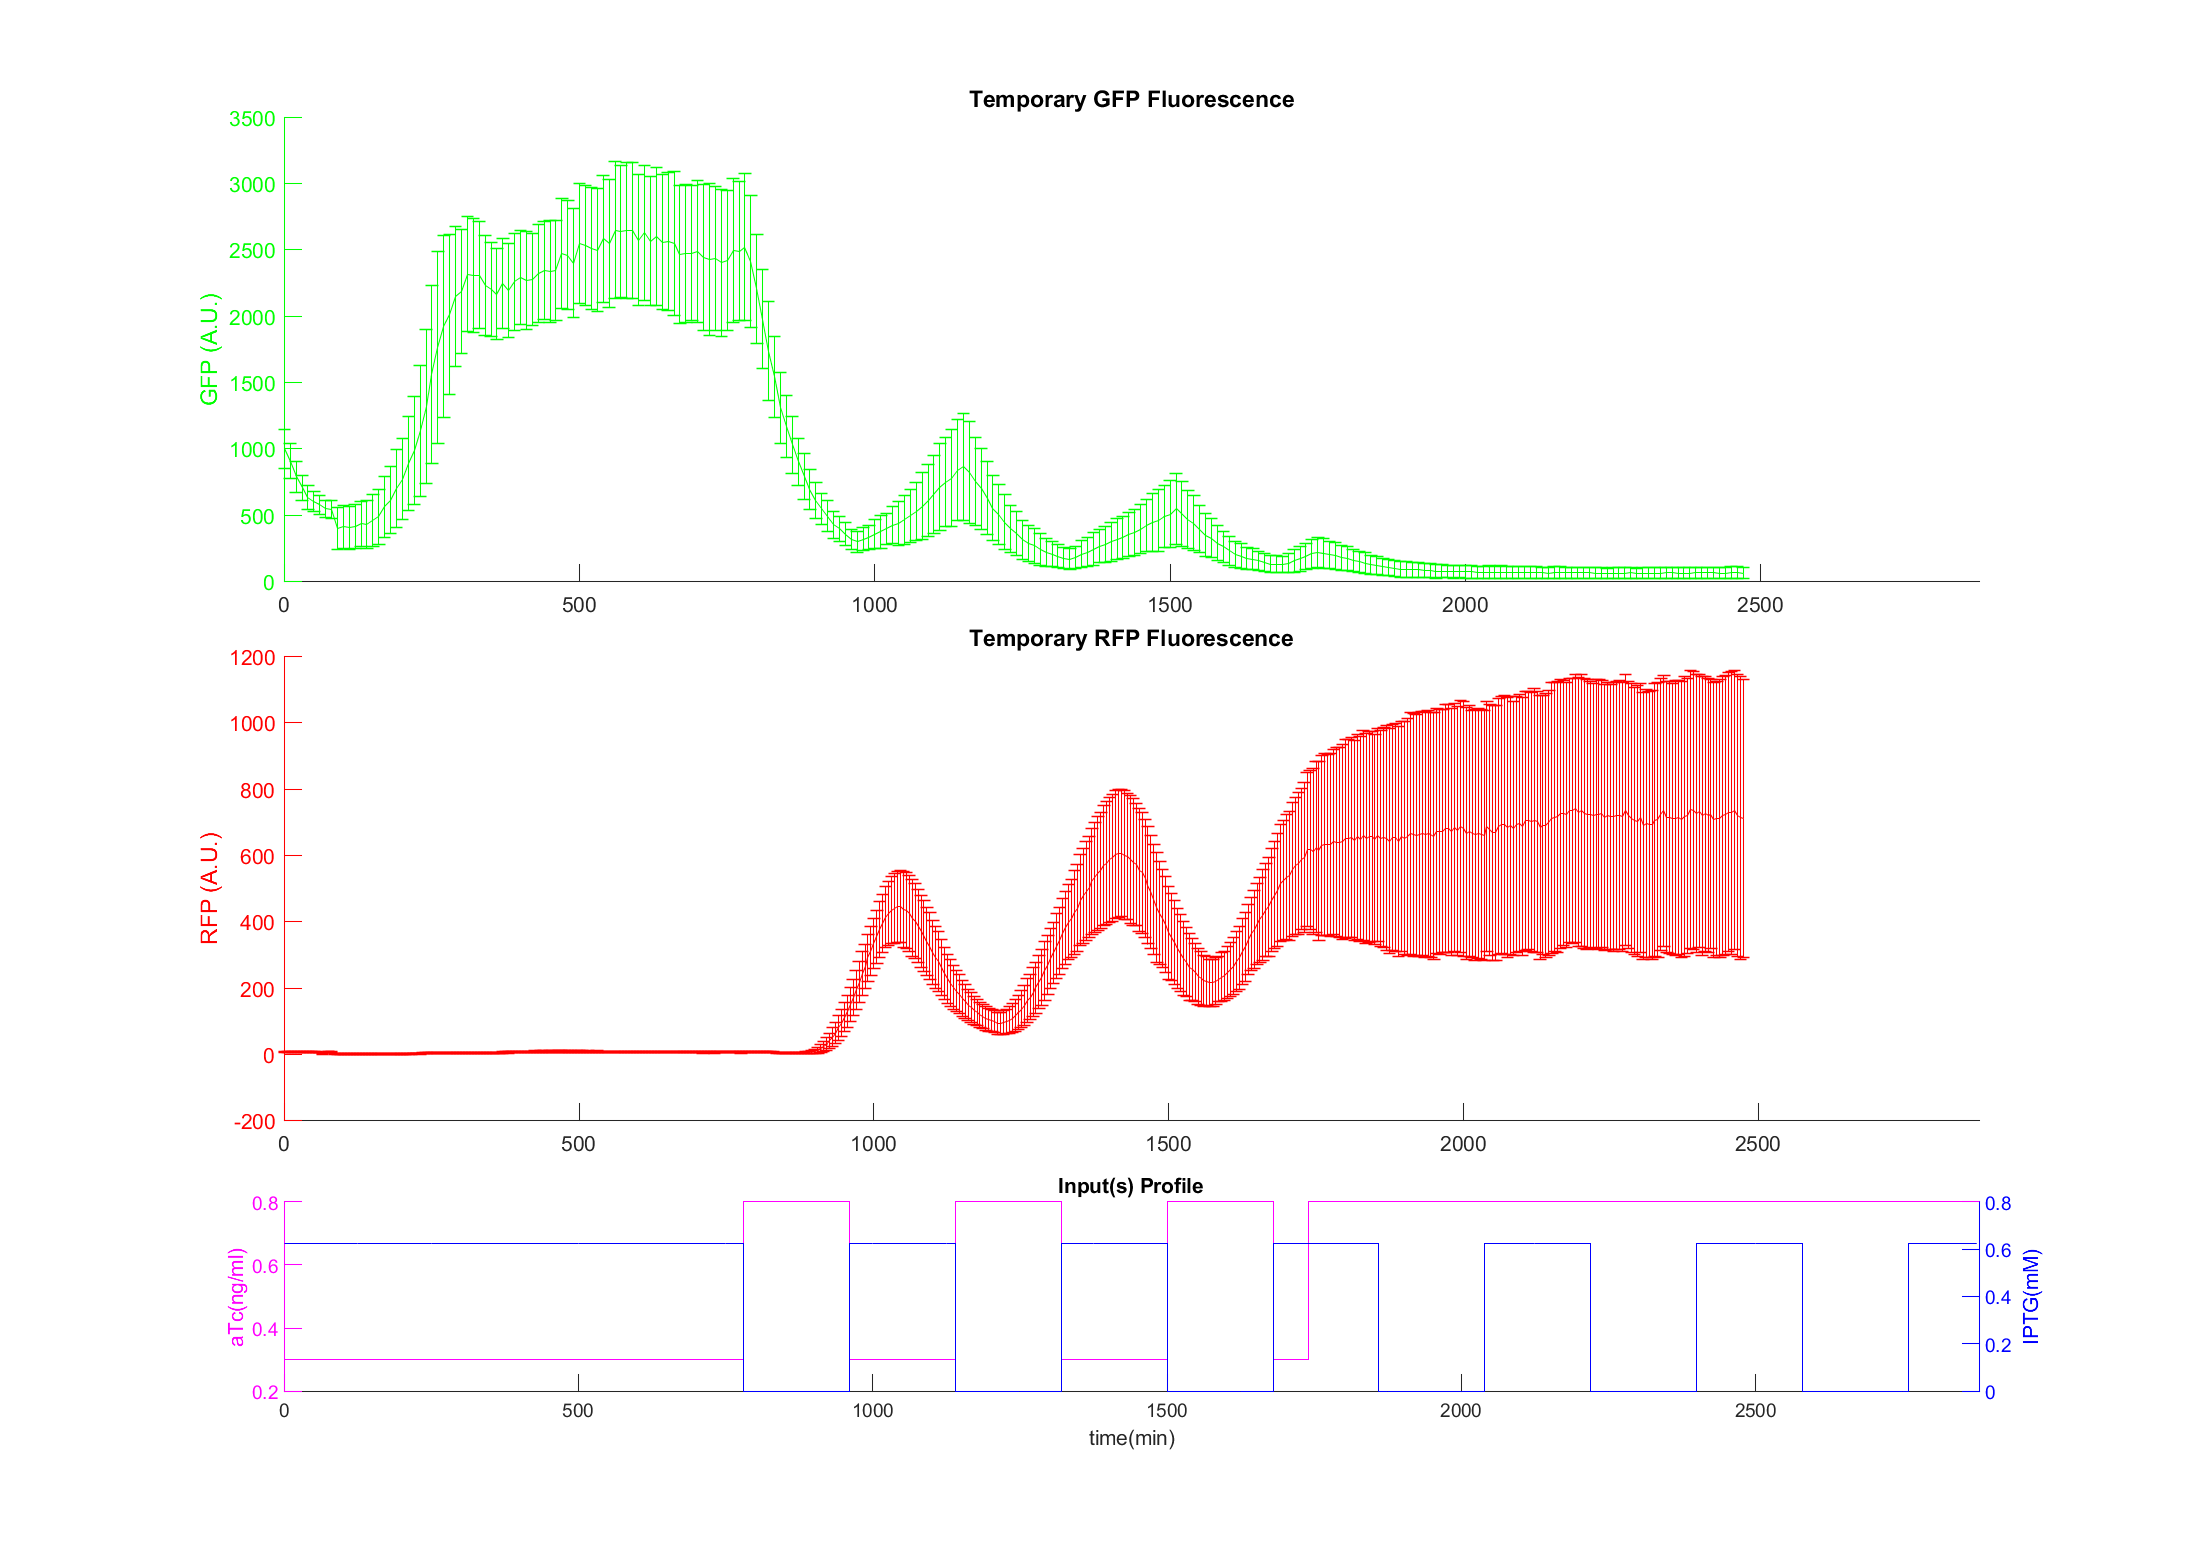 Temporary GFP Fluorescence
3500
3000
2500
2000
1500
1000
500
0
GFP (A.U.)
0 500 1000 1500 2000 2500
Temporary RFP Fluorescence
1200
1000
800
600
400
200
0
-200
RFP (A.U.)
0 500 1000 1500 2000 2500
Input(s) Profile
0.8
0.6
0.4
0.2
aTc(ng/ml)
0.8
0.6
0.4
0.2
0
IPTG(mM)
0 500 1000 1500 2000 2500
time(min)